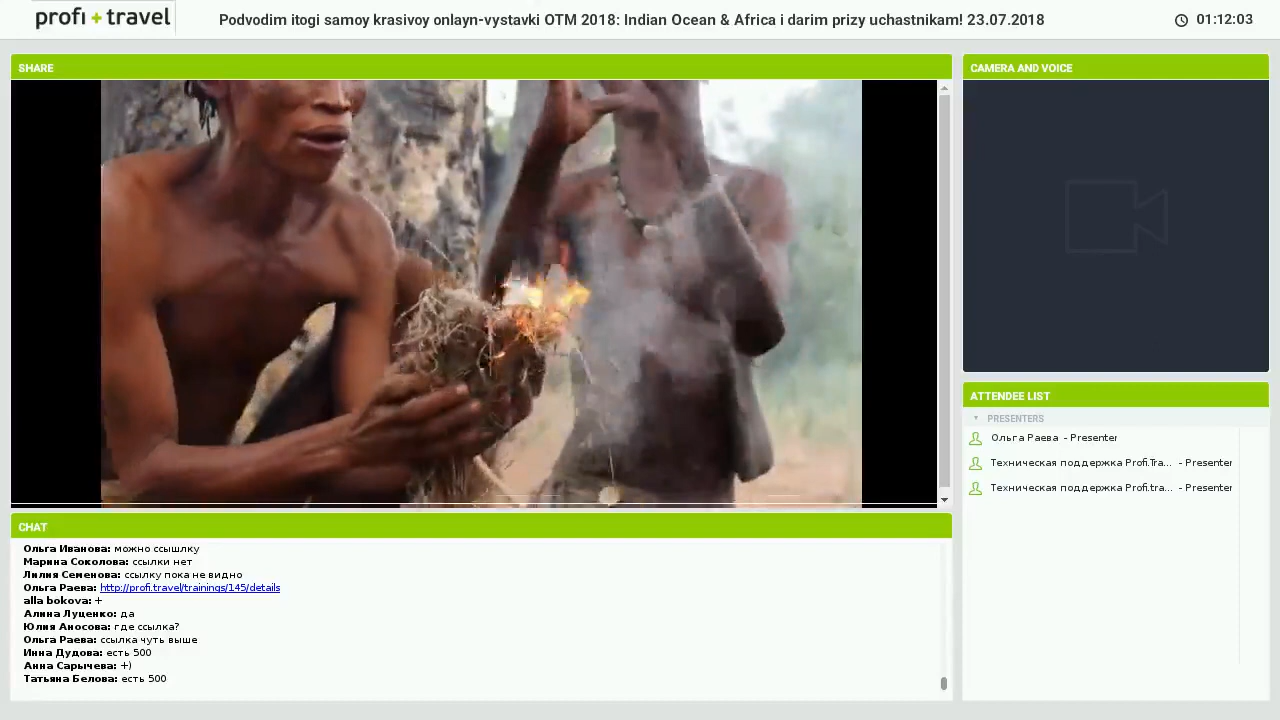 profi + travel
Podvodim itogi samoy krasivoy onlayn-vystavki OTM 2018: Indian Ocean & Africa i darim prizy uchastnikam! 23.07.2018
01:12:03
SHARE
CAMERA AND VOICE
ATTENDEE LIST
PRESENTERS
Ольга Раева - Presenter
Техническая поддержка Profi.Tra... - Presenter
Техническая поддержка Profi.tra... - Presenter
CHAT
Ольга Иванова: можно ссышлку
Марина Соколова: ссылки нет
Лилия Семенова: ссылку пока не видно
Ольга Раева: http://profi.travel/trainings/145/details
alla bokova: +
Алина Луценко: да
Юлия Аносова: где ссылка?
Ольга Раева: ссылка чуть выше
Инна Дудова: есть 500
Анна Сарычева: +)
Татьяна Белова: есть 500